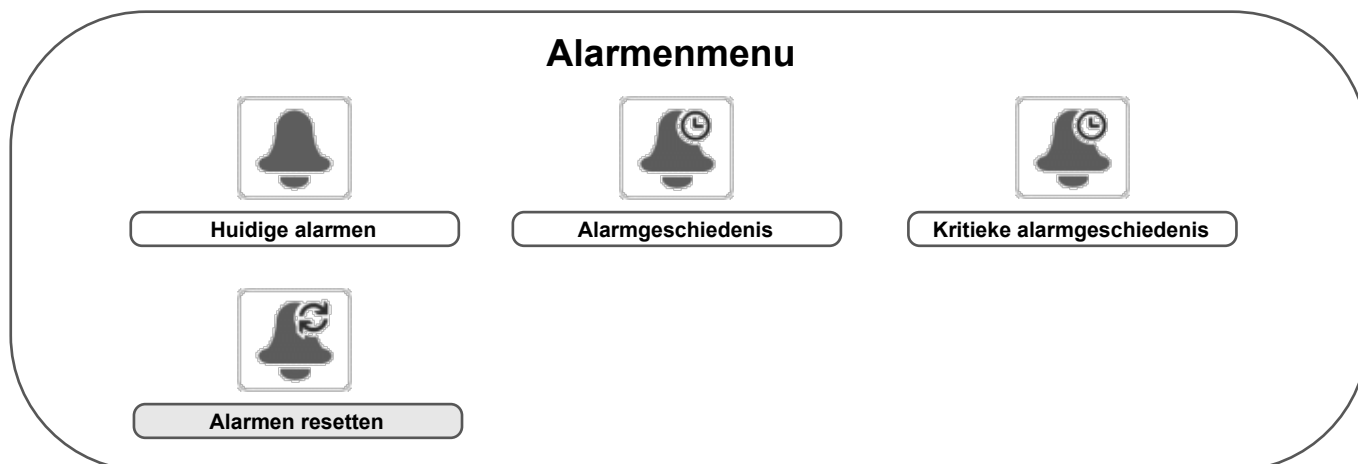 Alarmenmenu
Huidige alarmen
Alarmgeschiedenis
Kritieke alarmgeschiedenis
Alarmen resetten